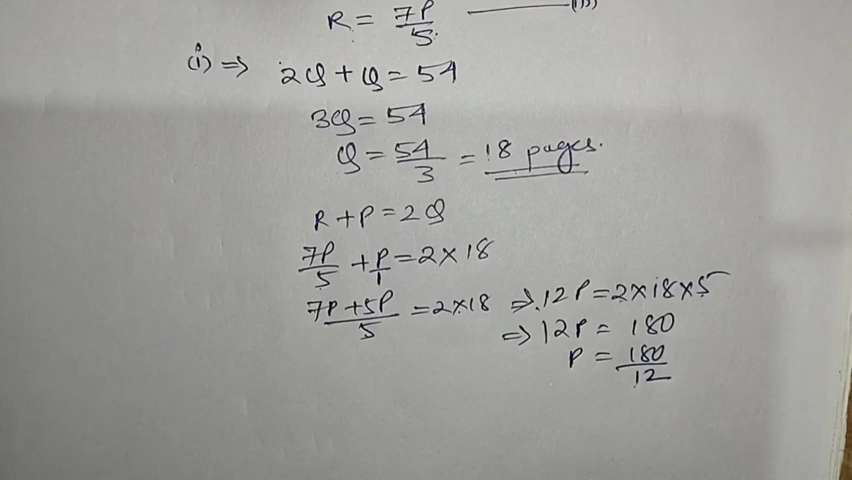 R = 7P/5 ——— (iii)
(i) ⇒ 2Q + Q = 54
3Q = 54
Q = 54/3 = 18 pages.
R + P = 2Q
7P/5 + P/1 = 2 × 18
7P + 5P/5 = 2 × 18 ⇒ 12P = 2 × 18 × 5
⇒ 12P = 180
P = 180/12